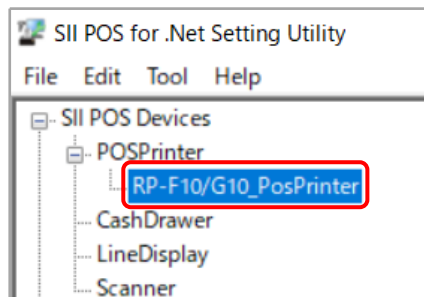 SII POS for .Net Setting Utility
File Edit Tool Help
SII POS Devices
POSPrinter
RP-F10/G10_PosPrinter
CashDrawer
LineDisplay
Scanner